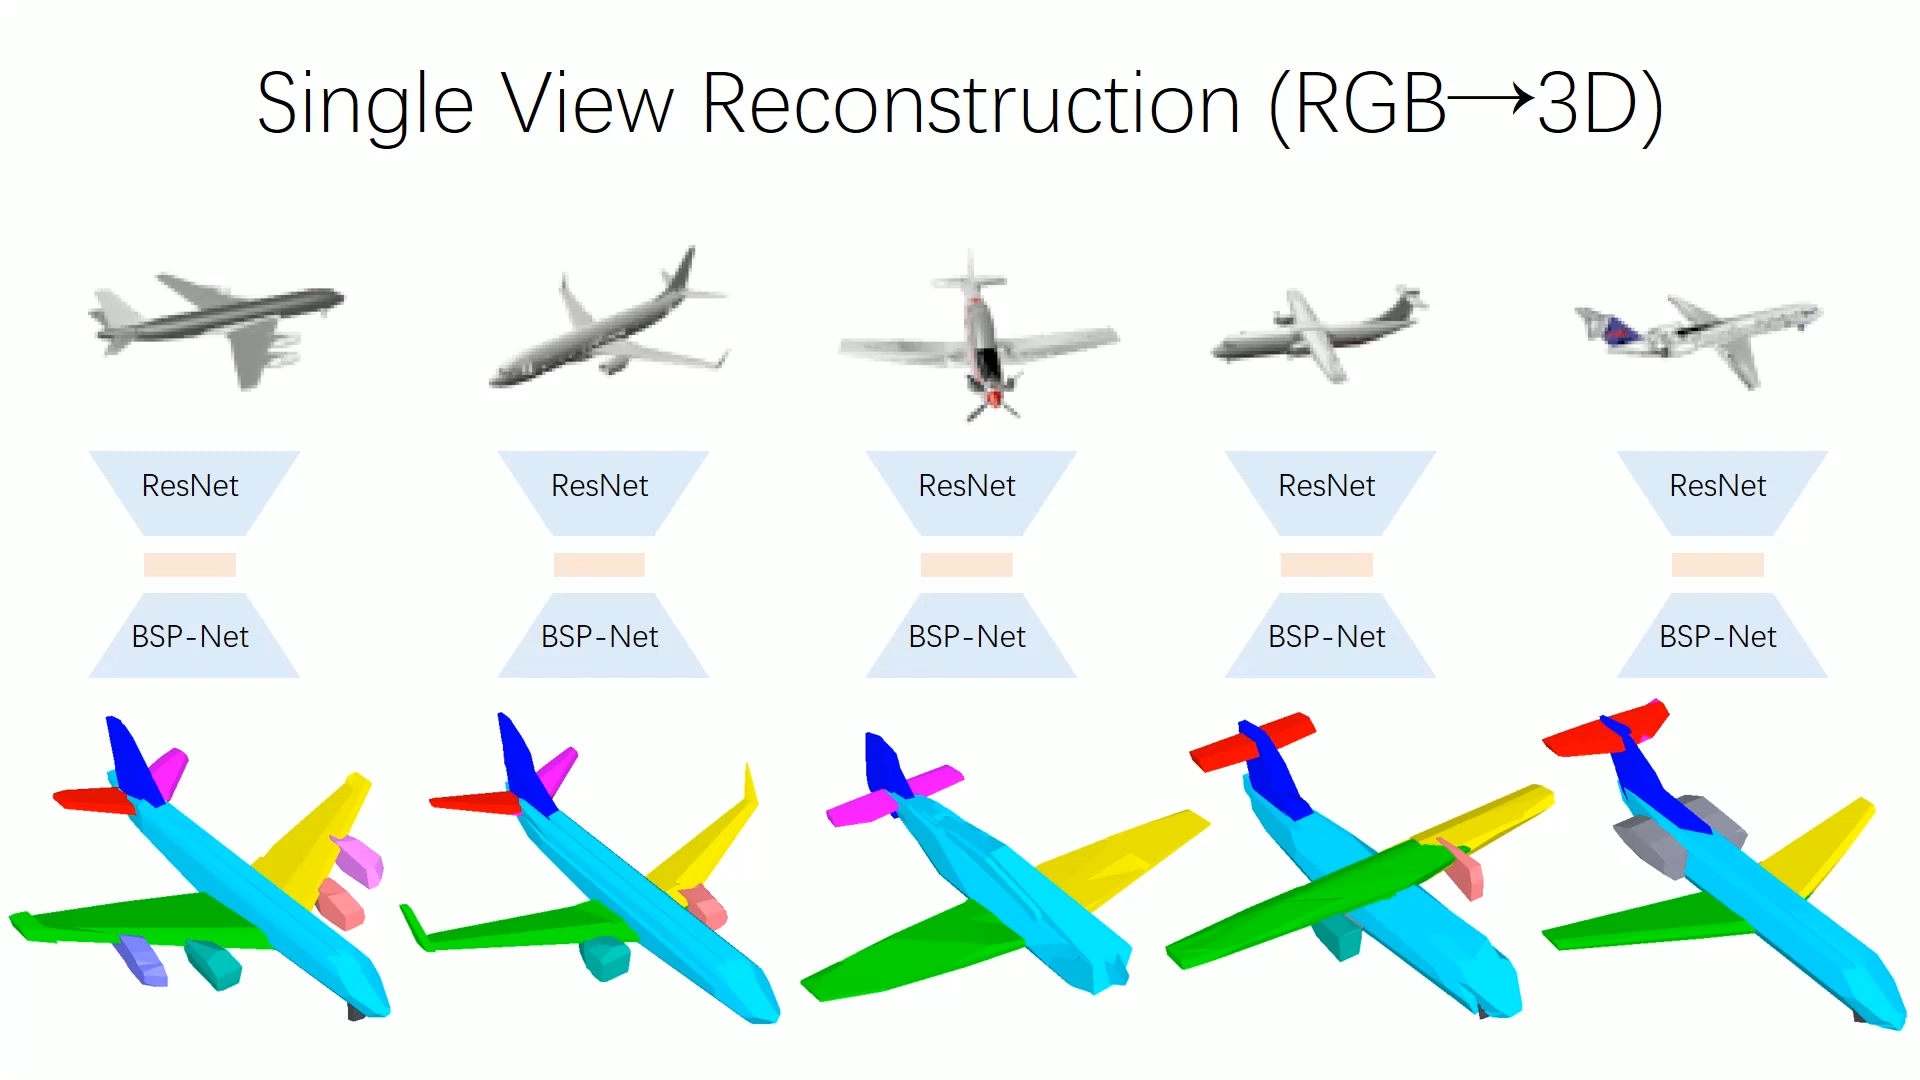 Single View Reconstruction (RGB→3D)
ResNet ResNet ResNet ResNet ResNet
BSP-Net BSP-Net BSP-Net BSP-Net BSP-Net